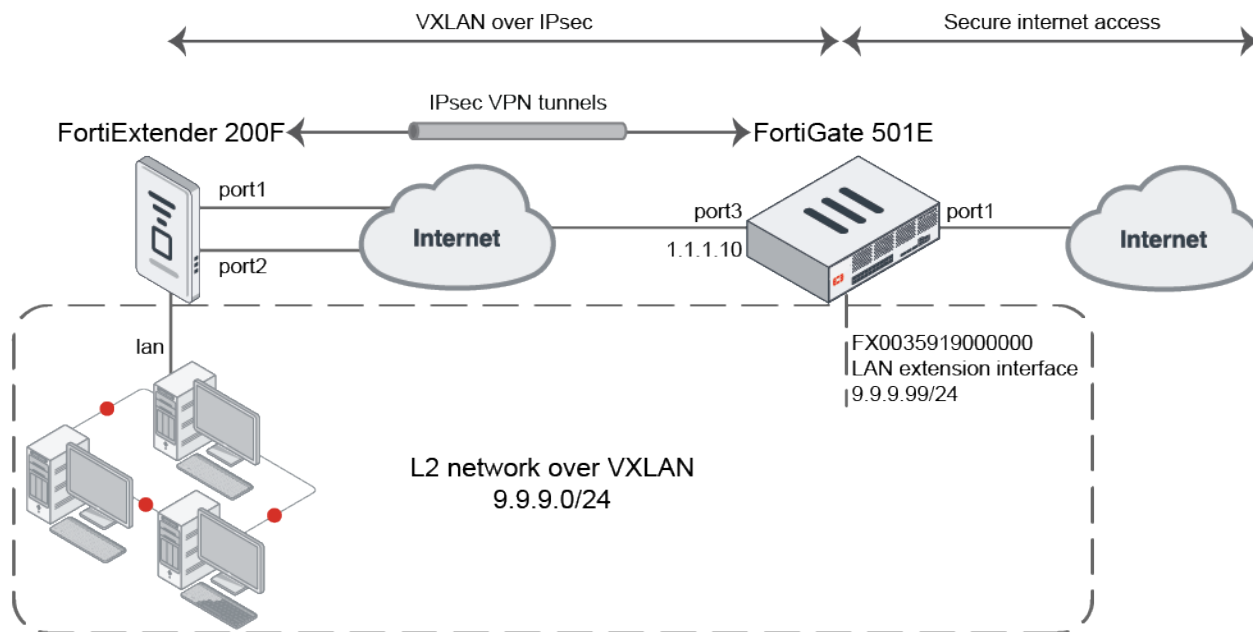 VXLAN over IPsec
Secure internet access
IPsec VPN tunnels
FortiExtender 200F
FortiGate 501E
port1
port2
Internet
port3
1.1.1.10
port1
Internet
lan
FX0035919000000
LAN extension interface
9.9.9.99/24
L2 network over VXLAN
9.9.9.0/24